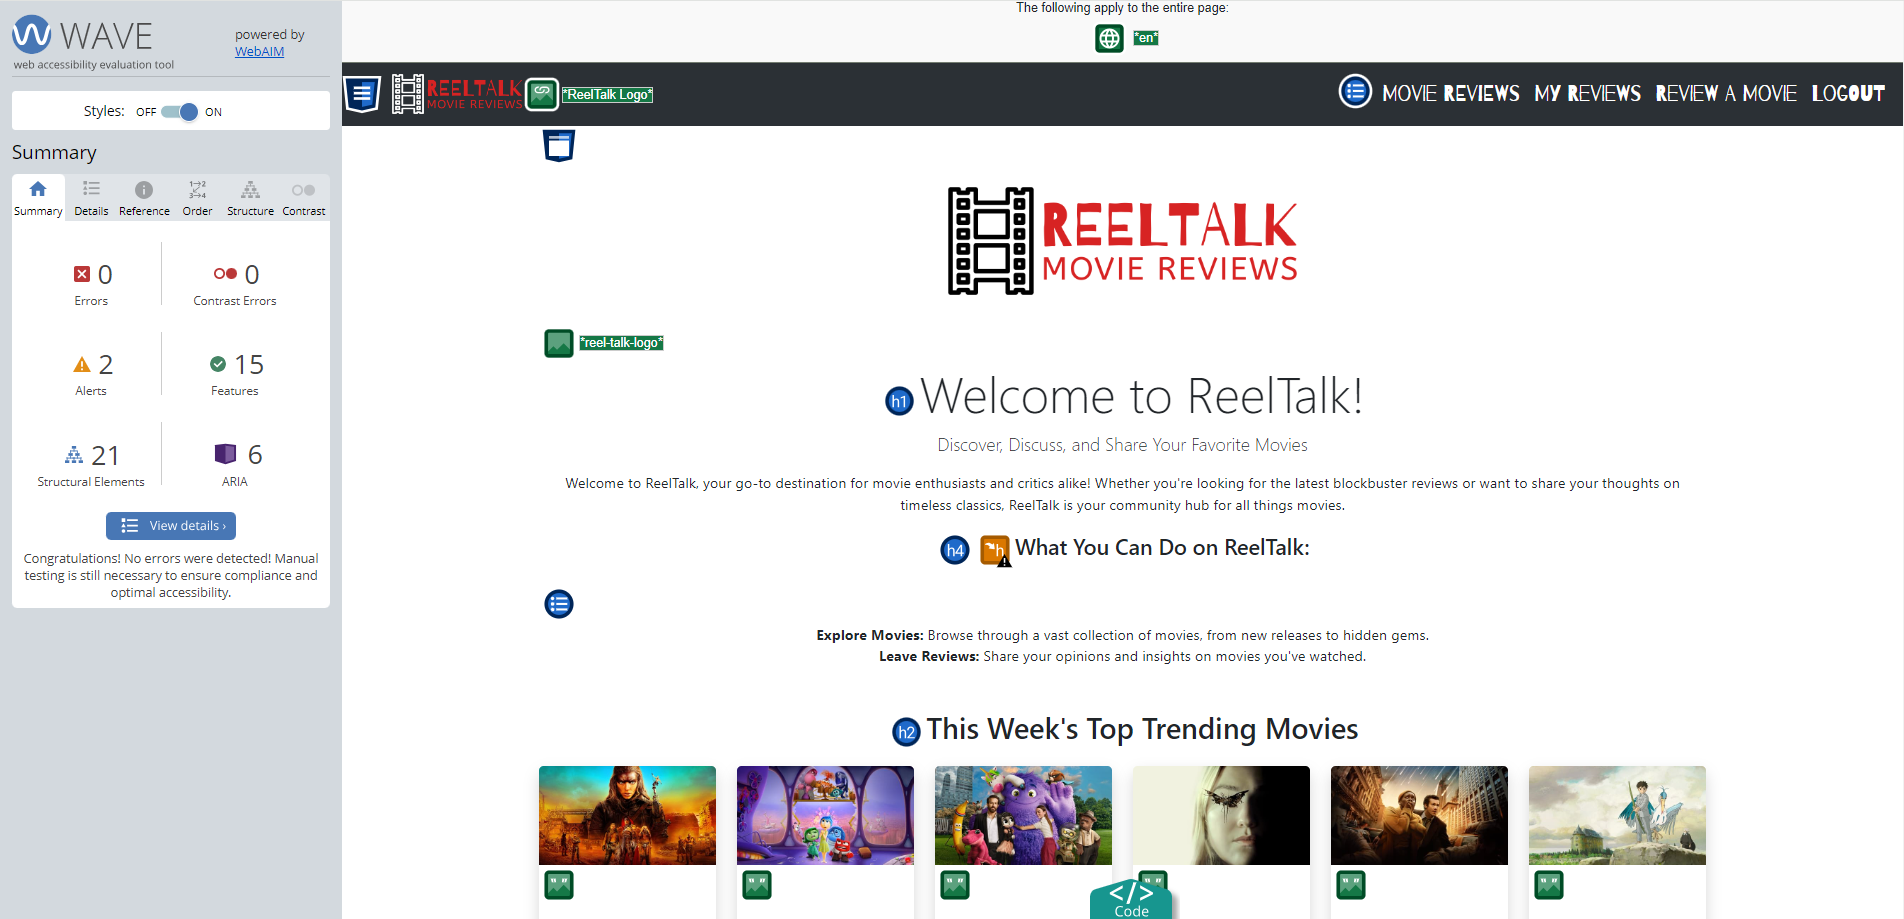 WAVE
web accessibility evaluation tool
powered by
WebAIM
Styles: OFF ON
Summary
Summary Details Reference Order Structure Contrast
0
Errors
0
Contrast Errors
2
Alerts
15
Features
21
Structural Elements
6
ARIA
View details ›
Congratulations! No errors were detected! Manual
testing is still necessary to ensure compliance and
optimal accessibility.
The following apply to the entire page:
*en*
REELTALK
MOVIE REVIEWS
*ReelTalk Logo*
MOVIE REVIEWS MY REVIEWS REVIEW A MOVIE LOGOUT
REELTALK
MOVIE REVIEWS
*reel-talk-logo*
h1 Welcome to ReelTalk!
Discover, Discuss, and Share Your Favorite Movies
Welcome to ReelTalk, your go-to destination for movie enthusiasts and critics alike! Whether you're looking for the latest blockbuster reviews or want to share your thoughts on
timeless classics, ReelTalk is your community hub for all things movies.
h4 h What You Can Do on ReelTalk:
Explore Movies: Browse through a vast collection of movies, from new releases to hidden gems.
Leave Reviews: Share your opinions and insights on movies you've watched.
h2 This Week's Top Trending Movies
</> 
Code